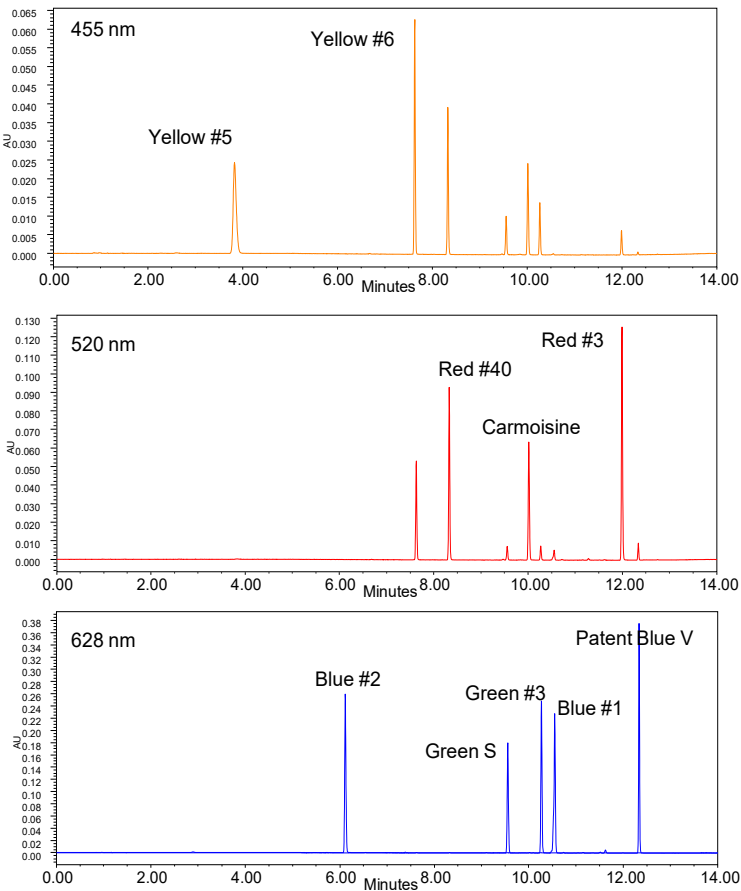 0.065
455 nm
0.060
Yellow #6
0.055
0.050
0.045
0.040
0.035
Yellow #5
AU
0.030
0.025
0.020
0.015
0.010
0.005
0.000
0.00 2.00 4.00 6.00 8.00 10.00 12.00 14.00
Minutes
0.130
520 nm
0.120
Red #3
0.110
0.100
Red #40
0.090
0.080
Carmoisine
0.070
AU
0.060
0.050
0.040
0.030
0.020
0.010
0.000
0.00 2.00 4.00 6.00 8.00 10.00 12.00 14.00
Minutes
0.38
628 nm
Patent Blue V
0.36
0.34
0.32
0.30
Blue #2
0.28
0.26
Green #3
0.24
Blue #1
0.22
0.20
0.18
AU
Green S
0.16
0.14
0.12
0.10
0.08
0.06
0.04
0.02
0.00
0.00 2.00 4.00 6.00 8.00 10.00 12.00 14.00
Minutes